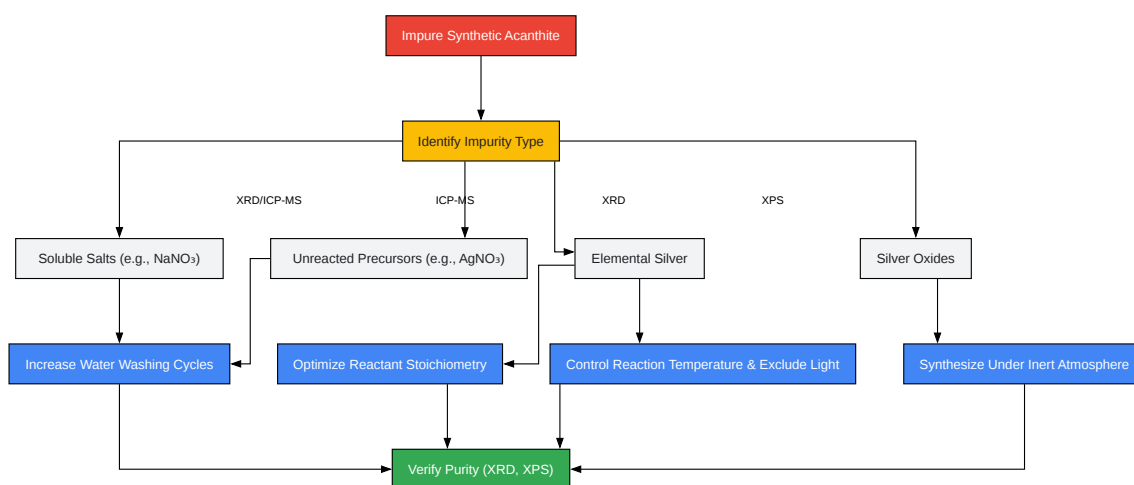 Impure Synthetic Acanthite
Identify Impurity Type
XRD/ICP-MS
ICP-MS
XRD
XPS
Soluble Salts (e.g., NaNO₃)
Unreacted Precursors (e.g., AgNO₃)
Elemental Silver
Silver Oxides
Increase Water Washing Cycles
Optimize Reactant Stoichiometry
Control Reaction Temperature & Exclude Light
Synthesize Under Inert Atmosphere
Verify Purity (XRD, XPS)